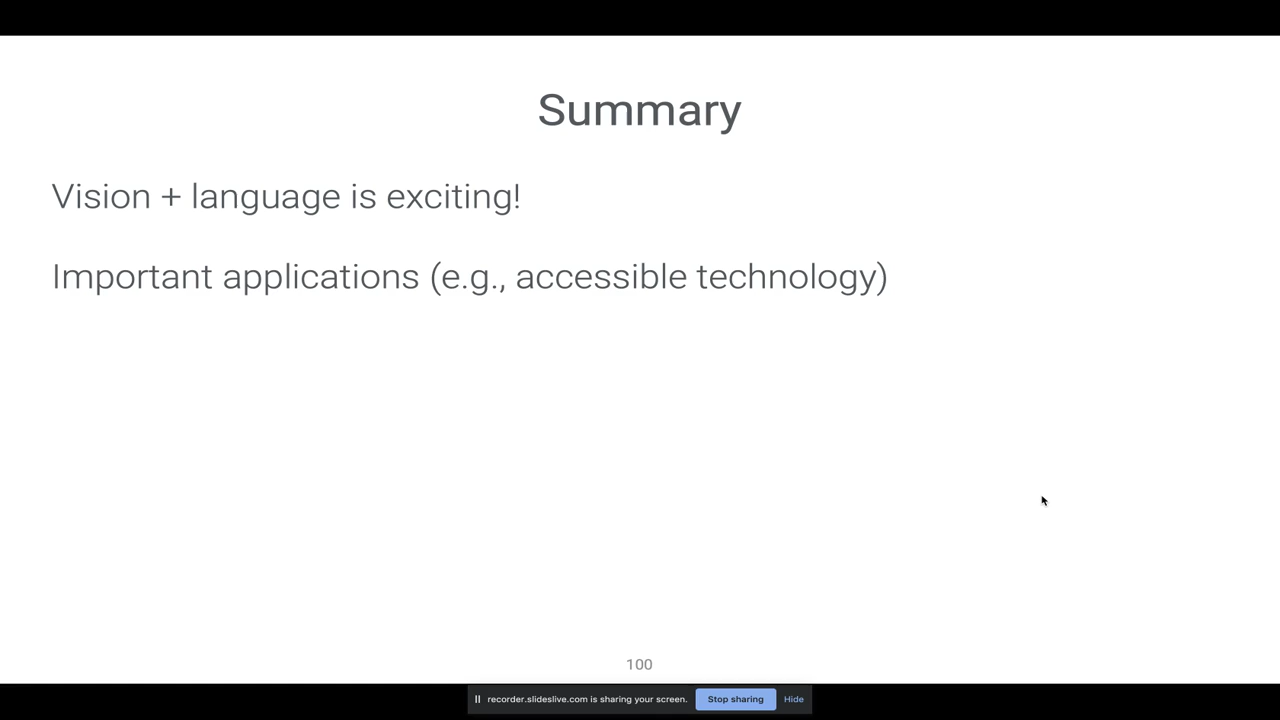 Summary
Vision + language is exciting!
Important applications (e.g., accessible technology)
100
recorder.slideslive.com is sharing your screen. Stop sharing Hide